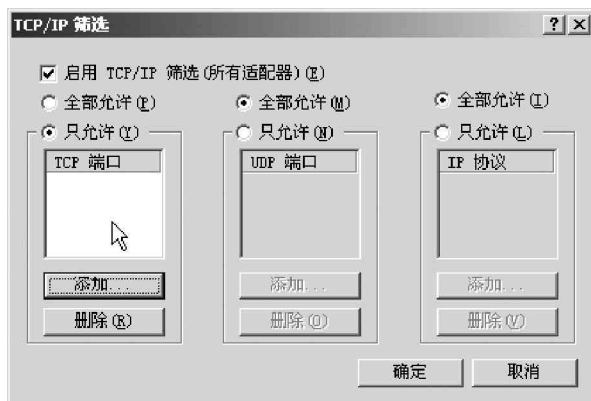 TCP/IP 筛选
启用 TCP/IP 筛选(所有适配器)(E)
全部允许(P) 全部允许(M) 全部允许(I)
只允许(Y) 只允许(N) 只允许(L)
TCP 端口 UDP 端口 IP 协议
添加... 添加... 添加...
删除(R) 删除(O) 删除(V)
确定 取消